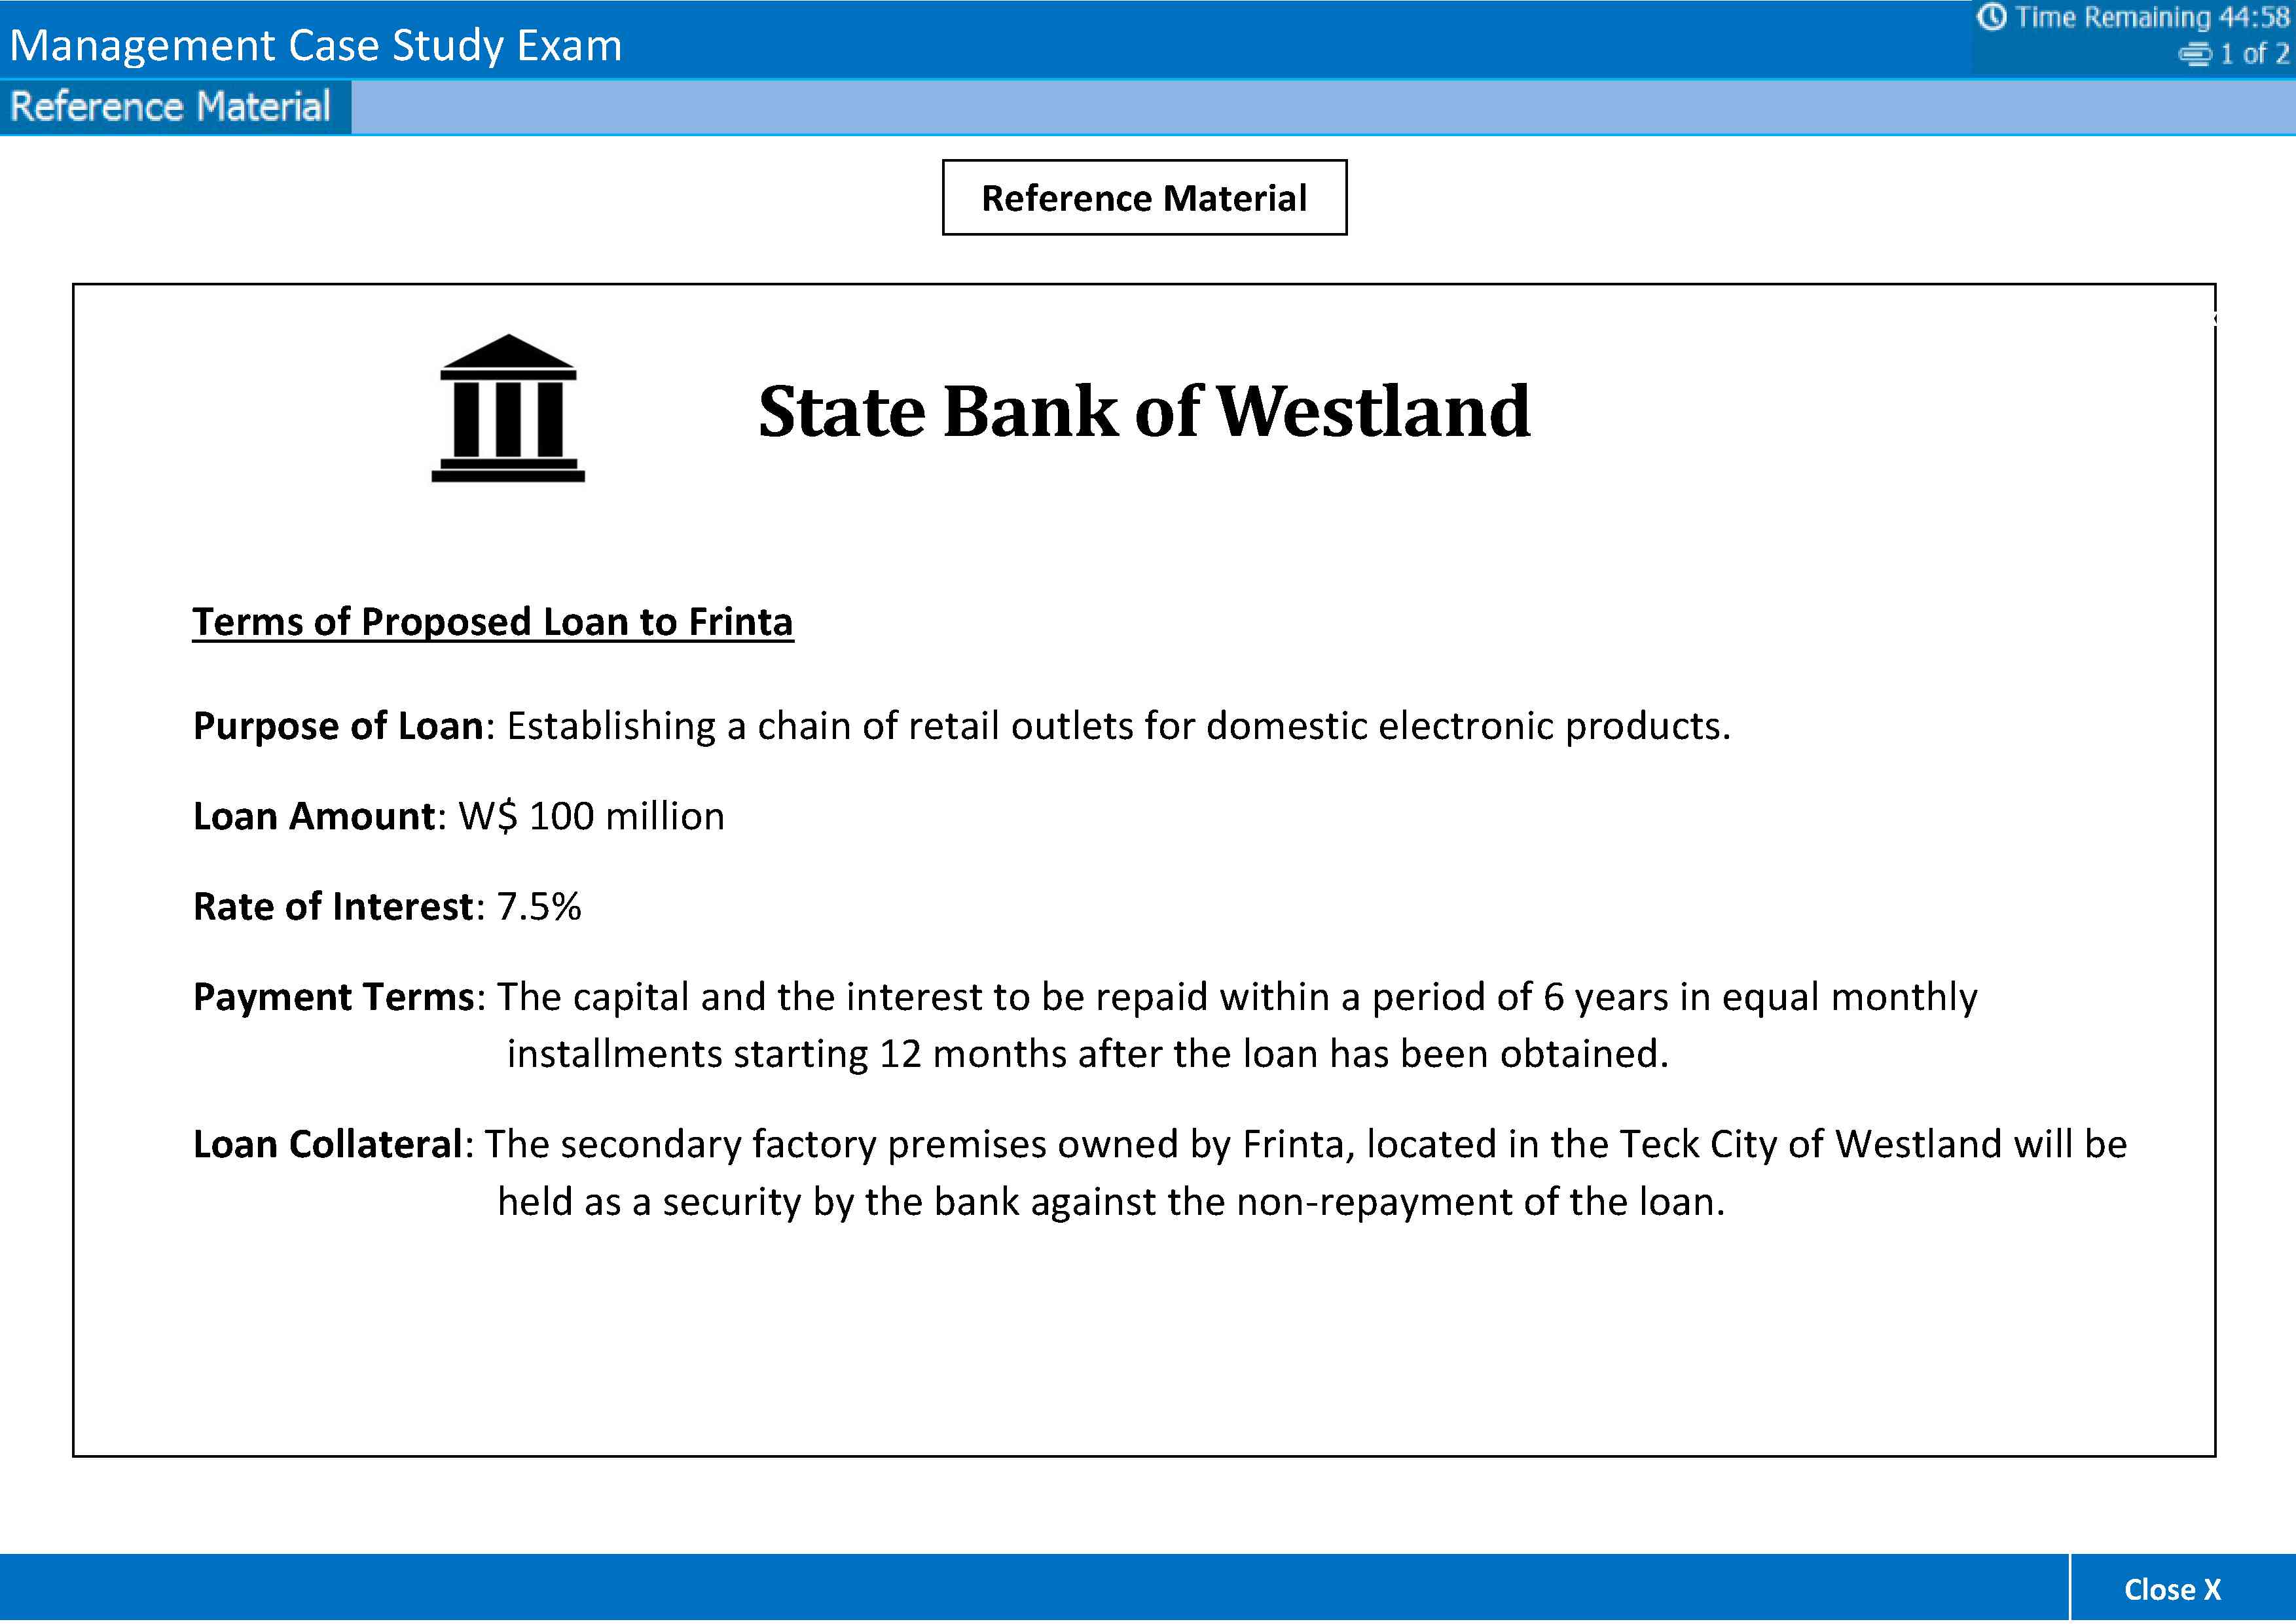 Management Case Study Exam
Time Remaining 44:58
1 of 2
Reference Material
Reference Material
State Bank of Westland
Terms of Proposed Loan to Frinta
Purpose of Loan: Establishing a chain of retail outlets for domestic electronic products.
Loan Amount: W$ 100 million
Rate of Interest: 7.5%
Payment Terms: The capital and the interest to be repaid within a period of 6 years in equal monthly
installments starting 12 months after the loan has been obtained.
Loan Collateral: The secondary factory premises owned by Frinta, located in the Teck City of Westland will be
held as a security by the bank against the non-repayment of the loan.
Close X